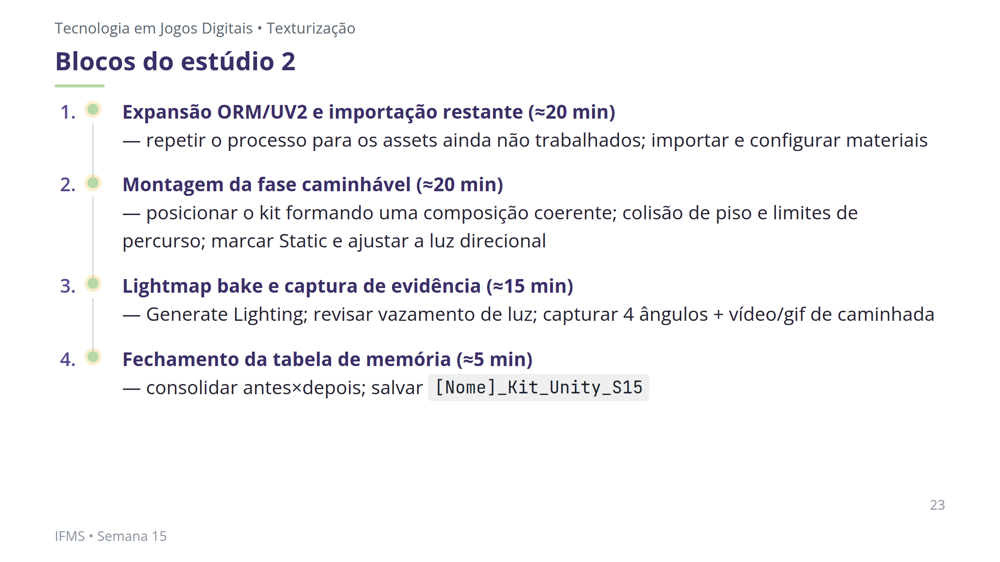 Tecnologia em Jogos Digitais • Texturização
Blocos do estúdio 2
1. Expansão ORM/UV2 e importação restante (≈20 min)
— repetir o processo para os assets ainda não trabalhados; importar e configurar materiais
2. Montagem da fase caminhável (≈20 min)
— posicionar o kit formando uma composição coerente; colisão de piso e limites de
percurso; marcar Static e ajustar a luz direcional
3. Lightmap bake e captura de evidência (≈15 min)
— Generate Lighting; revisar vazamento de luz; capturar 4 ângulos + vídeo/gif de caminhada
4. Fechamento da tabela de memória (≈5 min)
— consolidar antes×depois; salvar [Nome]_Kit_Unity_S15
23
IFMS • Semana 15